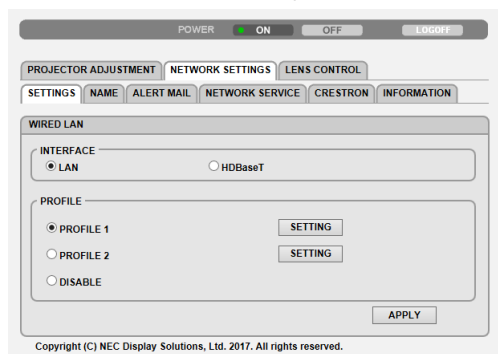 POWER ON OFF LOGOFF
PROJECTOR ADJUSTMENT NETWORK SETTINGS LENS CONTROL
SETTINGS NAME ALERT MAIL NETWORK SERVICE CRESTRON INFORMATION
WIRED LAN
INTERFACE
LAN HDBaseT
PROFILE
PROFILE 1 SETTING
PROFILE 2 SETTING
DISABLE
APPLY
Copyright (C) NEC Display Solutions, Ltd. 2017. All rights reserved.